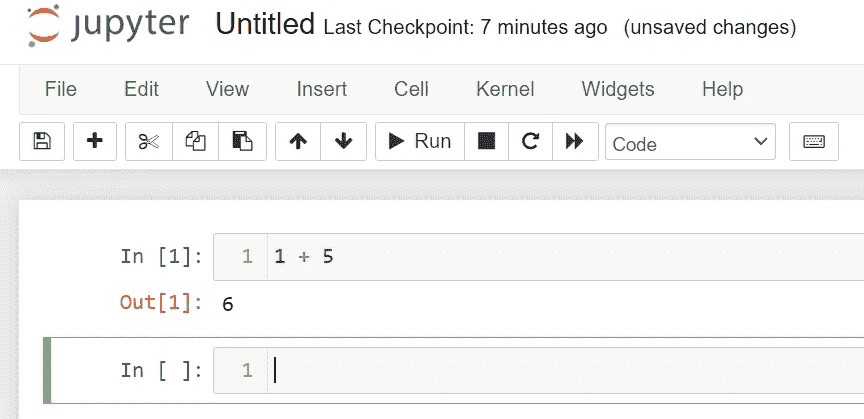 jupyter Untitled Last Checkpoint: 7 minutes ago (unsaved changes)
File Edit View Insert Cell Kernel Widgets Help
Run Code
In [1]: 1 1 + 5
Out[1]: 6
In [ ]: 1